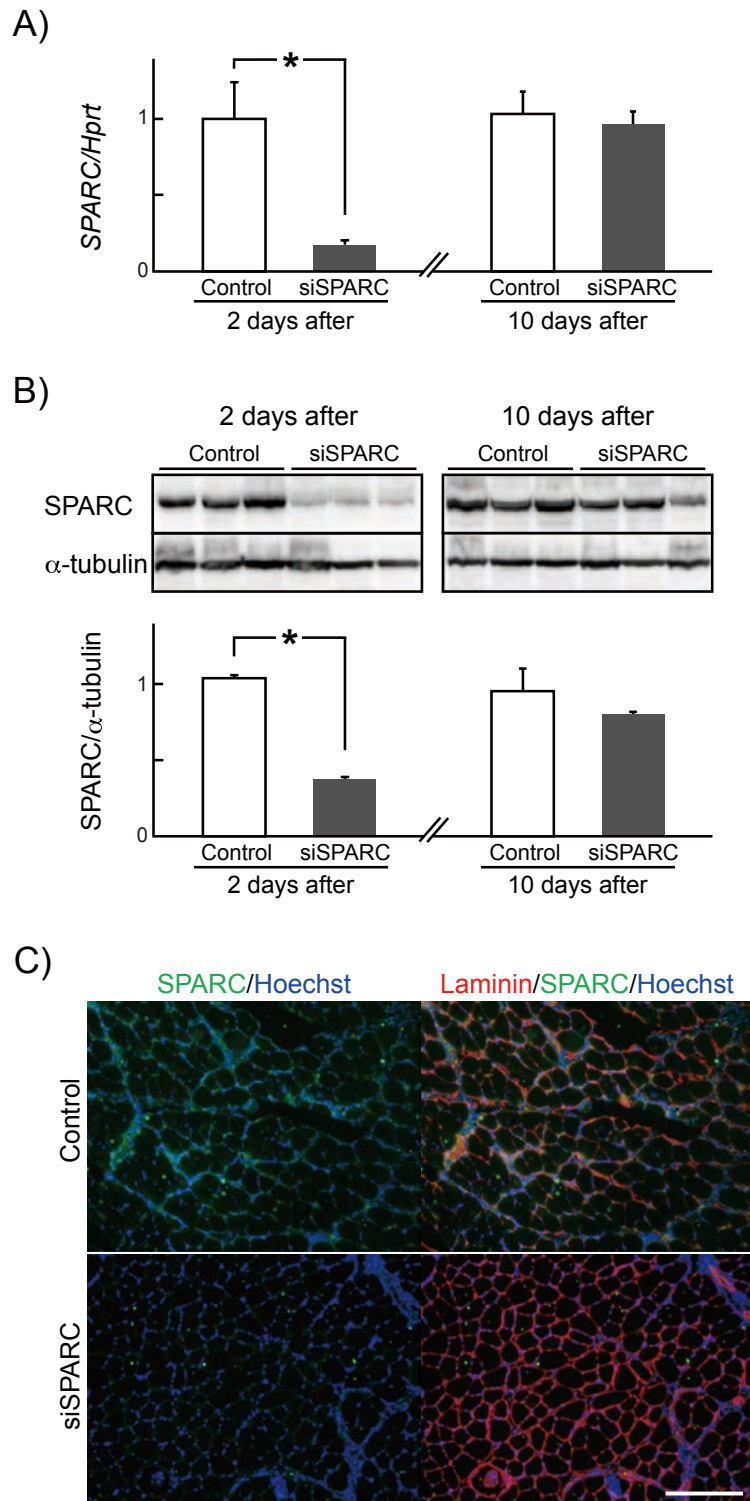 A)
SPARC/Hprt
*
1
0
Control siSPARC Control siSPARC
2 days after 10 days after
B)
2 days after 10 days after
Control siSPARC Control siSPARC
SPARC
α-tubulin
SPARC/α-tubulin
*
1
0
Control siSPARC Control siSPARC
2 days after 10 days after
C)
SPARC/Hoechst Laminin/SPARC/Hoechst
Control
siSPARC